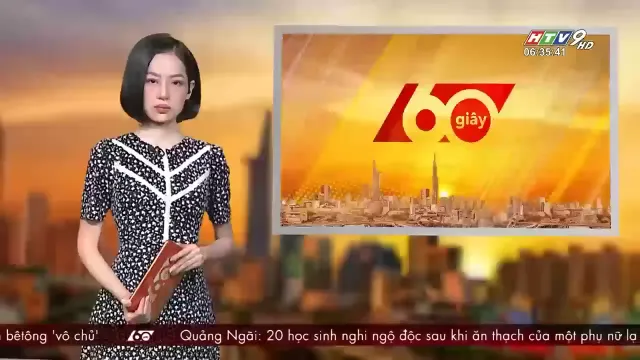 HTV9 HD
06:35:41
60 giây
n bêtông 'vô chủ' 60 Quảng Ngãi: 20 học sinh nghi ngộ độc sau khi ăn thạch của một phụ nữ lạ